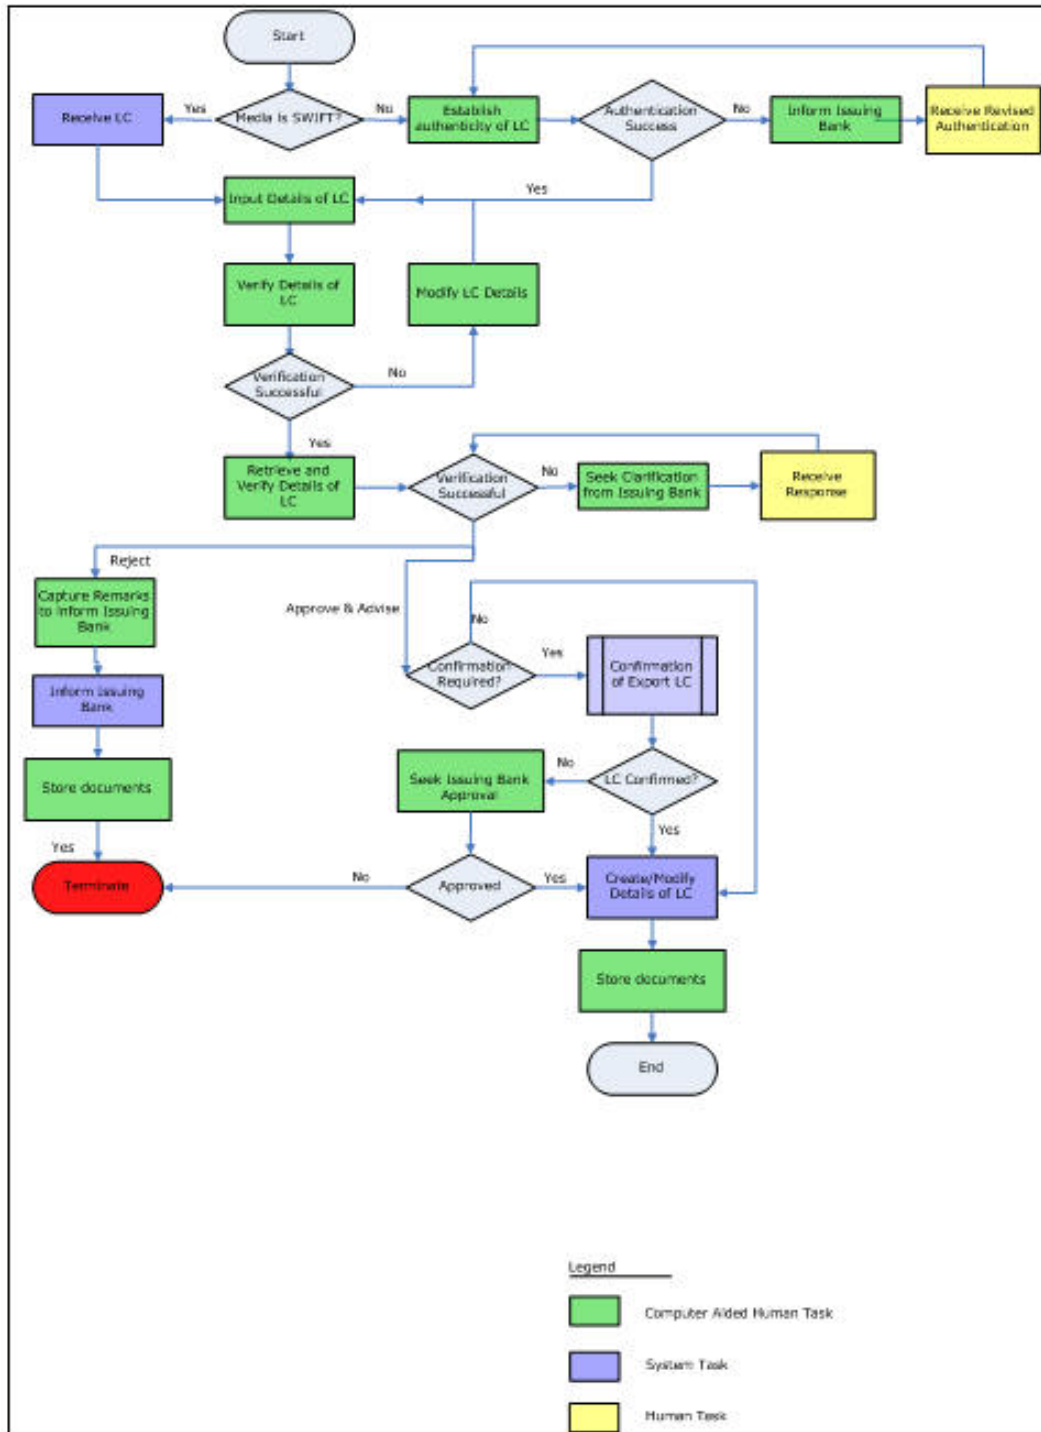 Start
Media is SWIFT?
Yes
No
Receive LC
Establish
authenticity of LC
Authentication
Success
No
Inform Issuing
Bank
Receive Revised
Authentication
Yes
Input Details of LC
Verify Details of
LC
Modify LC Details
Verification
Successful
No
Yes
Retrieve and
Verify Details of
LC
Verification
Successful
No
Seek Clarification
from Issuing Bank
Receive
Response
Reject
Capture Remarks
to Inform Issuing
Bank
Approve & Advise
No
Confirmation
Required?
Yes
Confirmation
of Export LC
Inform Issuing
Bank
Seek Issuing Bank
Approval
No
LC Confirmed?
Store documents
Yes
Yes
Terminate
No
Approved
Yes
Create/Modify
Details of LC
Store documents
End
Legend
Computer Aided Human Task
System Task
Human Task